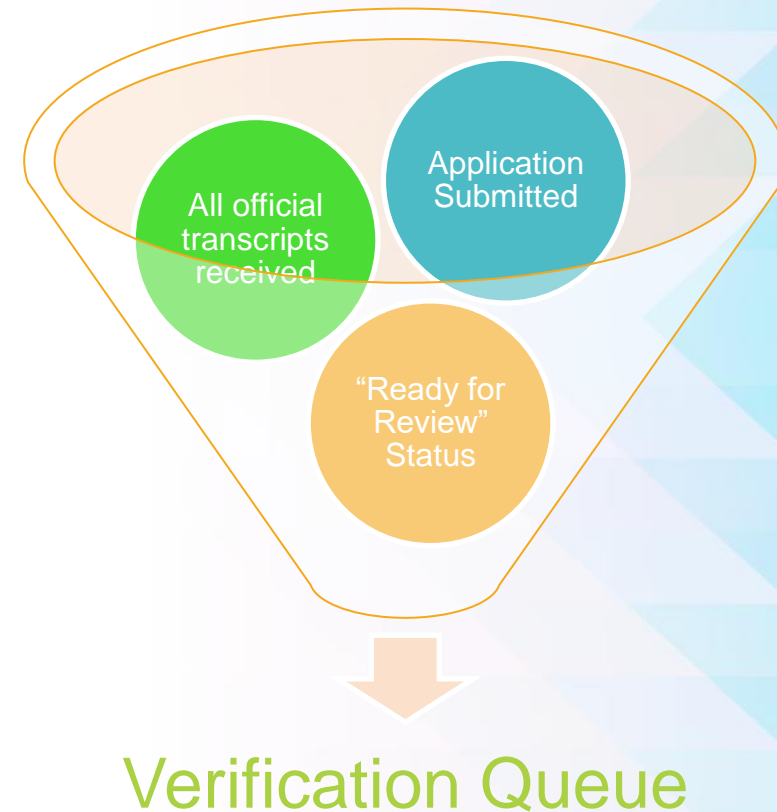 Application
Submitted
All official
transcripts
received
“Ready for
Review”
Status
Verification Queue